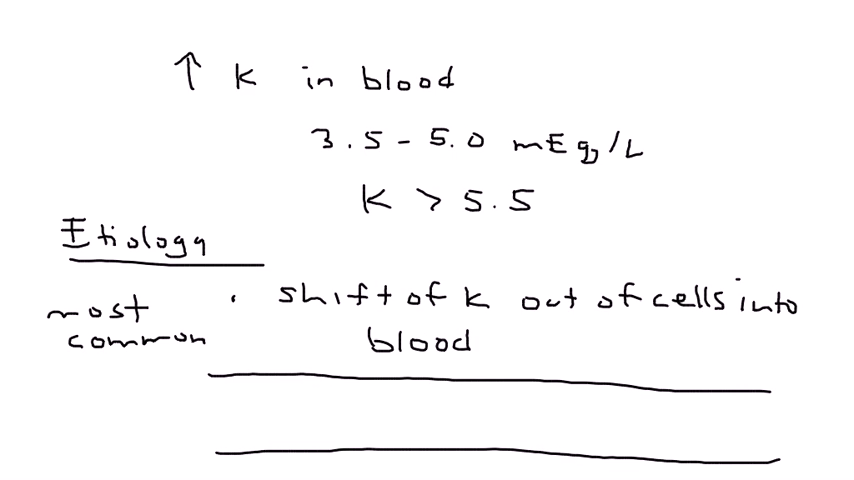 ↑ K in blood
3.5 - 5.0 mEq/L
K > 5.5
Etiology
most common
· shift of K out of cells into
blood